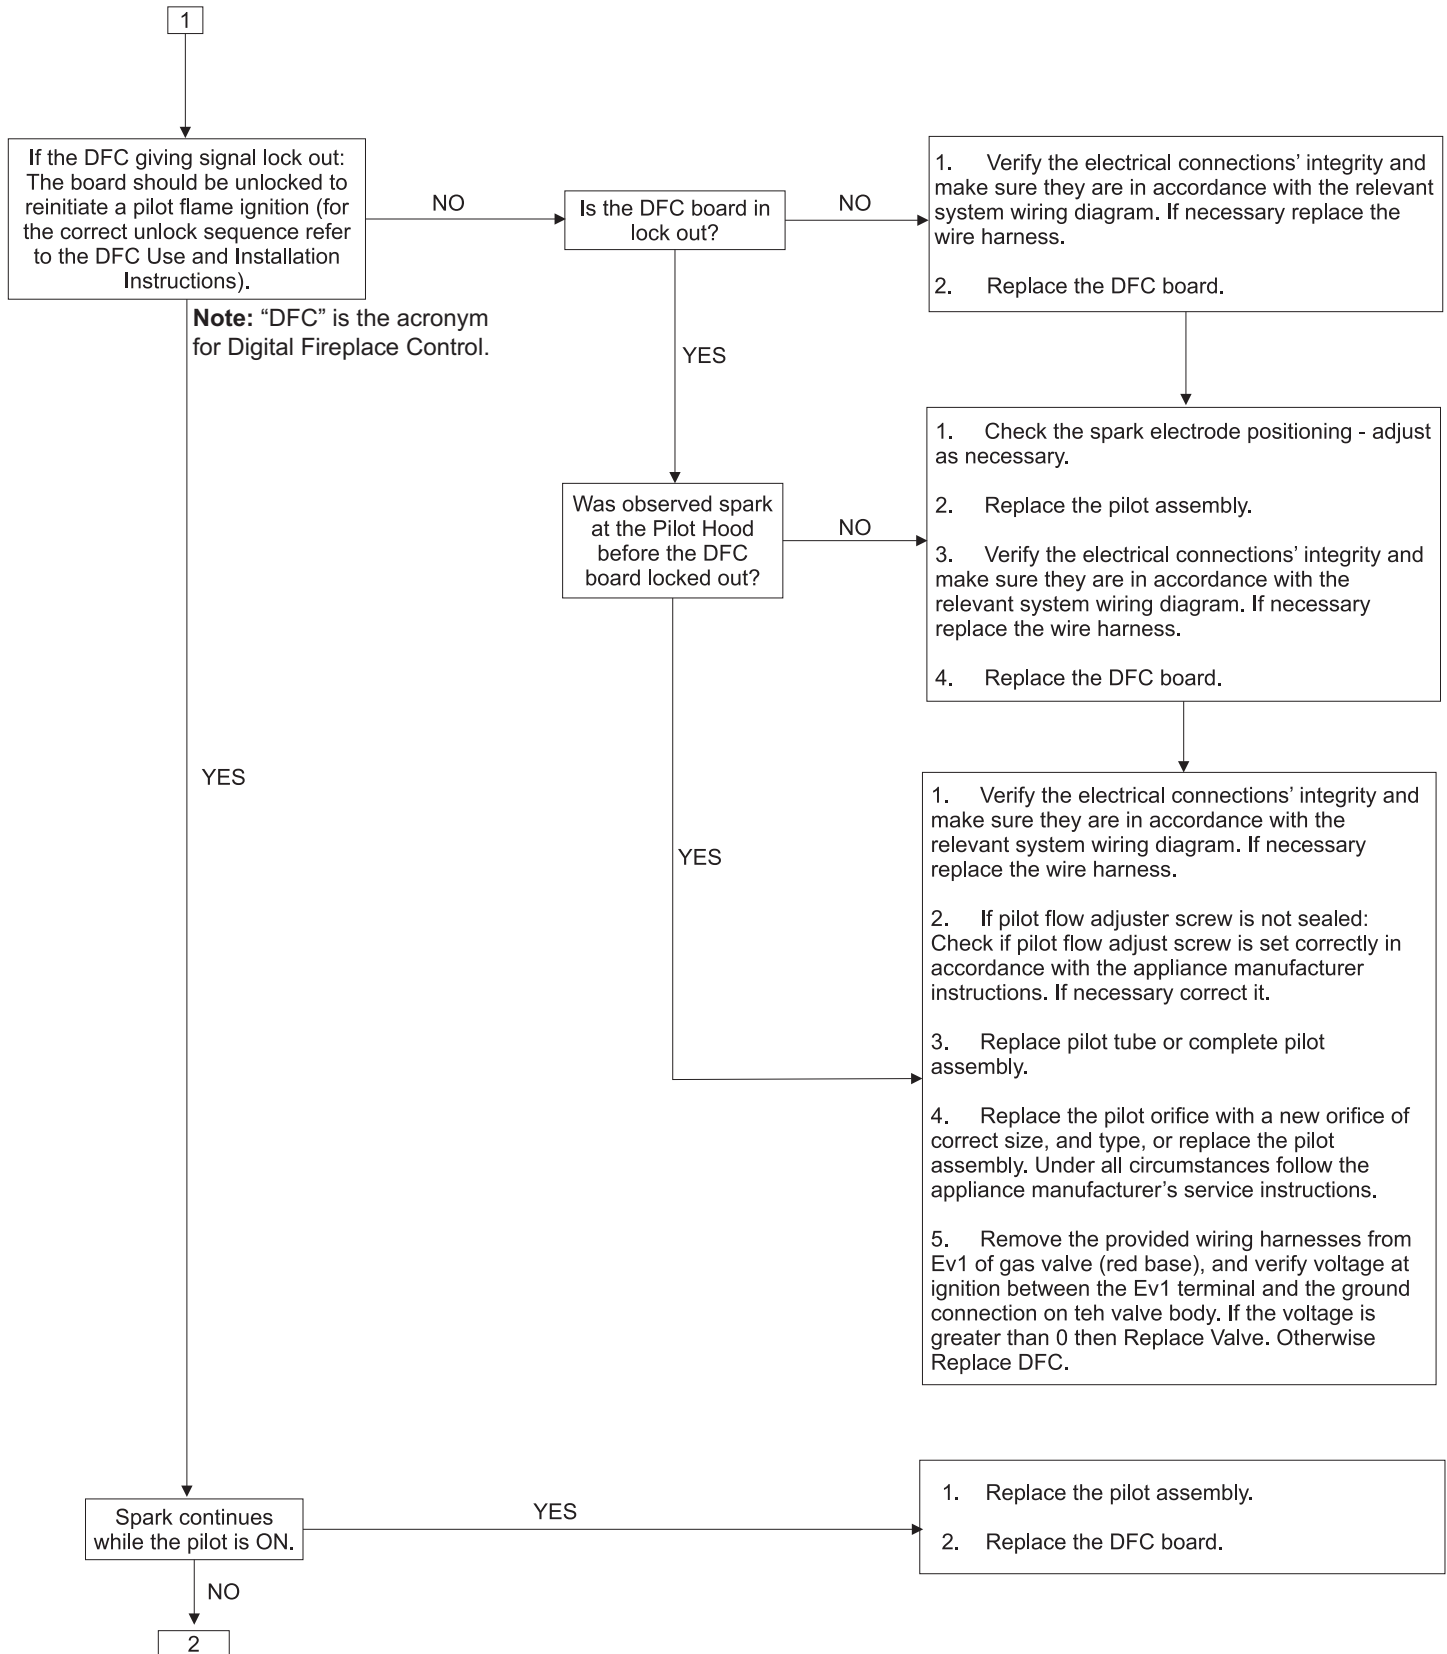 1
If the DFC giving signal lock out:
The board should be unlocked to
reinitiate a pilot flame ignition (for
the correct unlock sequence refer
to the DFC Use and Installation
Instructions).
NO
Is the DFC board in
lock out?
NO
1. Verify the electrical connections’ integrity and
make sure they are in accordance with the relevant
system wiring diagram. If necessary replace the
wire harness.
2. Replace the DFC board.
Note: “DFC” is the acronym
for Digital Fireplace Control.
YES
Was observed spark
at the Pilot Hood
before the DFC
board locked out?
NO
1. Check the spark electrode positioning - adjust
as necessary.
2. Replace the pilot assembly.
3. Verify the electrical connections’ integrity and
make sure they are in accordance with the
relevant system wiring diagram. If necessary
replace the wire harness.
4. Replace the DFC board.
YES
YES
1. Verify the electrical connections’ integrity and
make sure they are in accordance with the
relevant system wiring diagram. If necessary
replace the wire harness.
2. If pilot flow adjuster screw is not sealed:
Check if pilot flow adjust screw is set correctly in
accordance with the appliance manufacturer
instructions. If necessary correct it.
3. Replace pilot tube or complete pilot
assembly.
4. Replace the pilot orifice with a new orifice of
correct size, and type, or replace the pilot
assembly. Under all circumstances follow the
appliance manufacturer’s service instructions.
5. Remove the provided wiring harnesses from
Ev1 of gas valve (red base), and verify voltage at
ignition between the Ev1 terminal and the ground
connection on teh valve body. If the voltage is
greater than 0 then Replace Valve. Otherwise
Replace DFC.
Spark continues
while the pilot is ON.
YES
1. Replace the pilot assembly.
2. Replace the DFC board.
NO
2